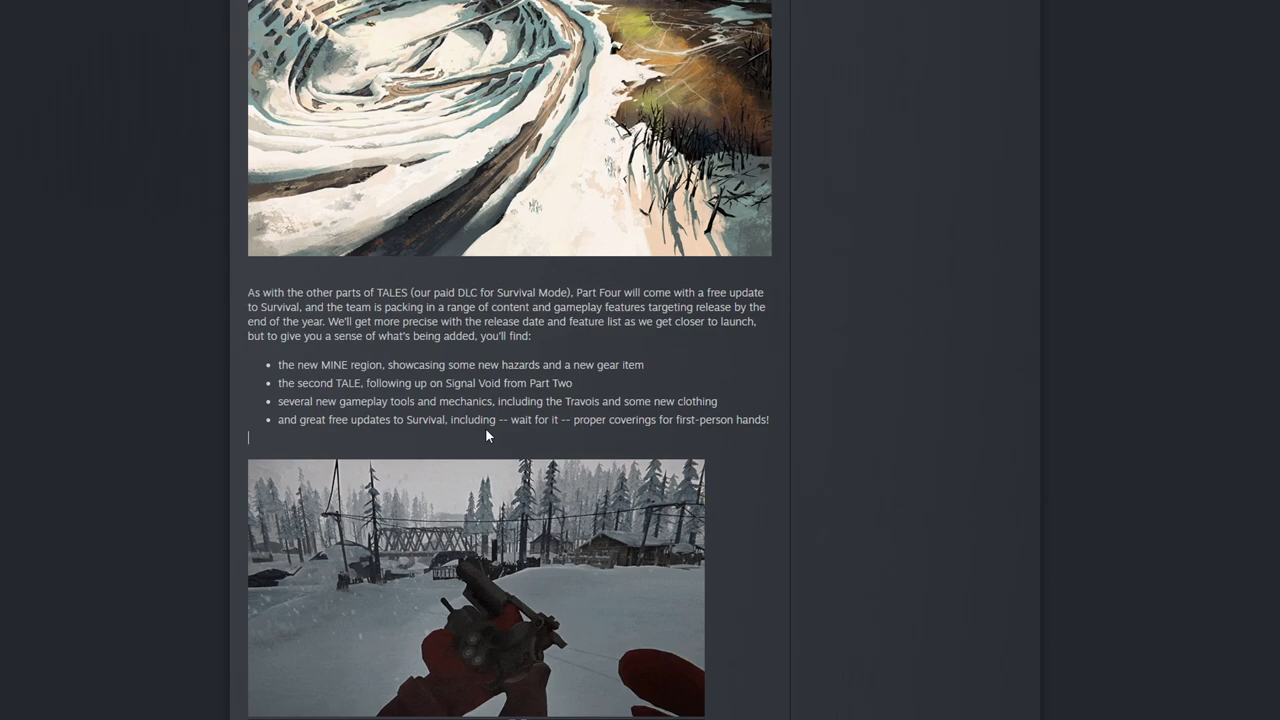 As with the other parts of TALES (our paid DLC for Survival Mode), Part Four will come with a free update
to Survival, and the team is packing in a range of content and gameplay features targeting release by the
end of the year. We'll get more precise with the release date and feature list as we get closer to launch,
but to give you a sense of what's being added, you'll find:
• the new MINE region, showcasing some new hazards and a new gear item
• the second TALE, following up on Signal Void from Part Two
• several new gameplay tools and mechanics, including the Travois and some new clothing
• and great free updates to Survival, including -- wait for it -- proper coverings for first-person hands!